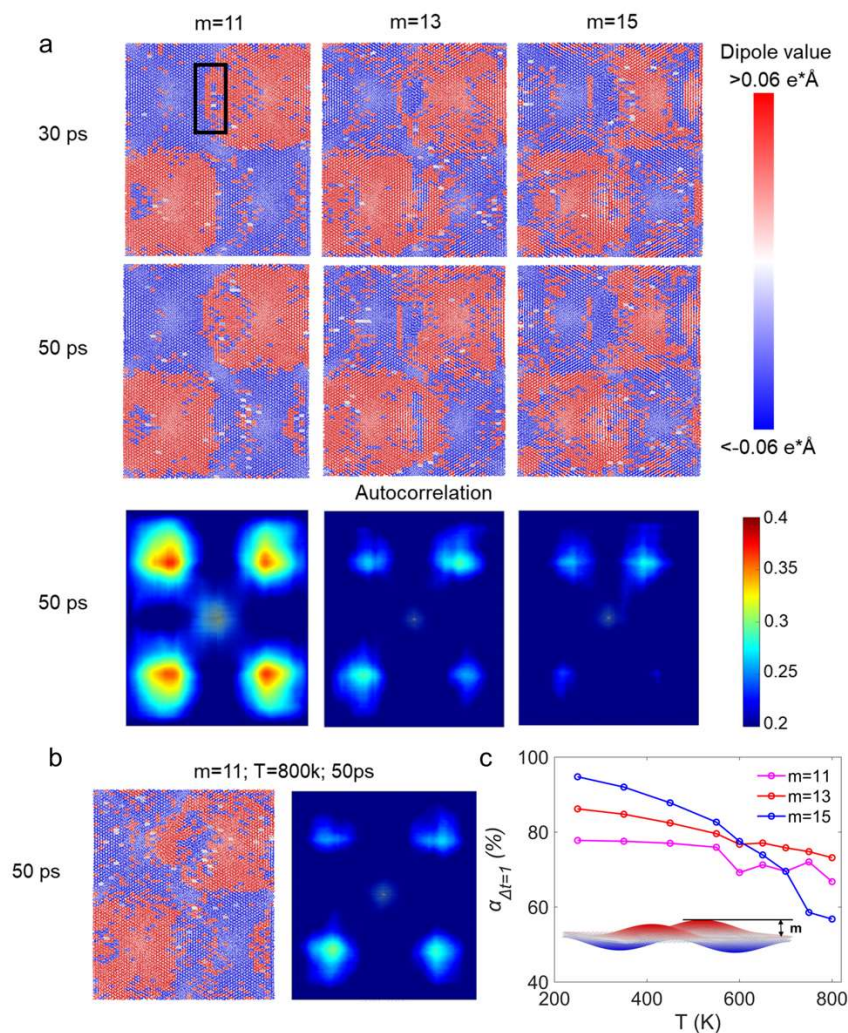 m=11 m=13 m=15
a
Dipole value
>0.06 e*Å
30 ps
50 ps
<-0.06 e*Å
Autocorrelation
50 ps
0.4
0.35
0.3
0.25
0.2
b
m=11; T=800k; 50ps
50 ps
c
100
80
60
40
α Δt=1 (%)
m=11
m=13
m=15
m
200 400 600 800
T (K)